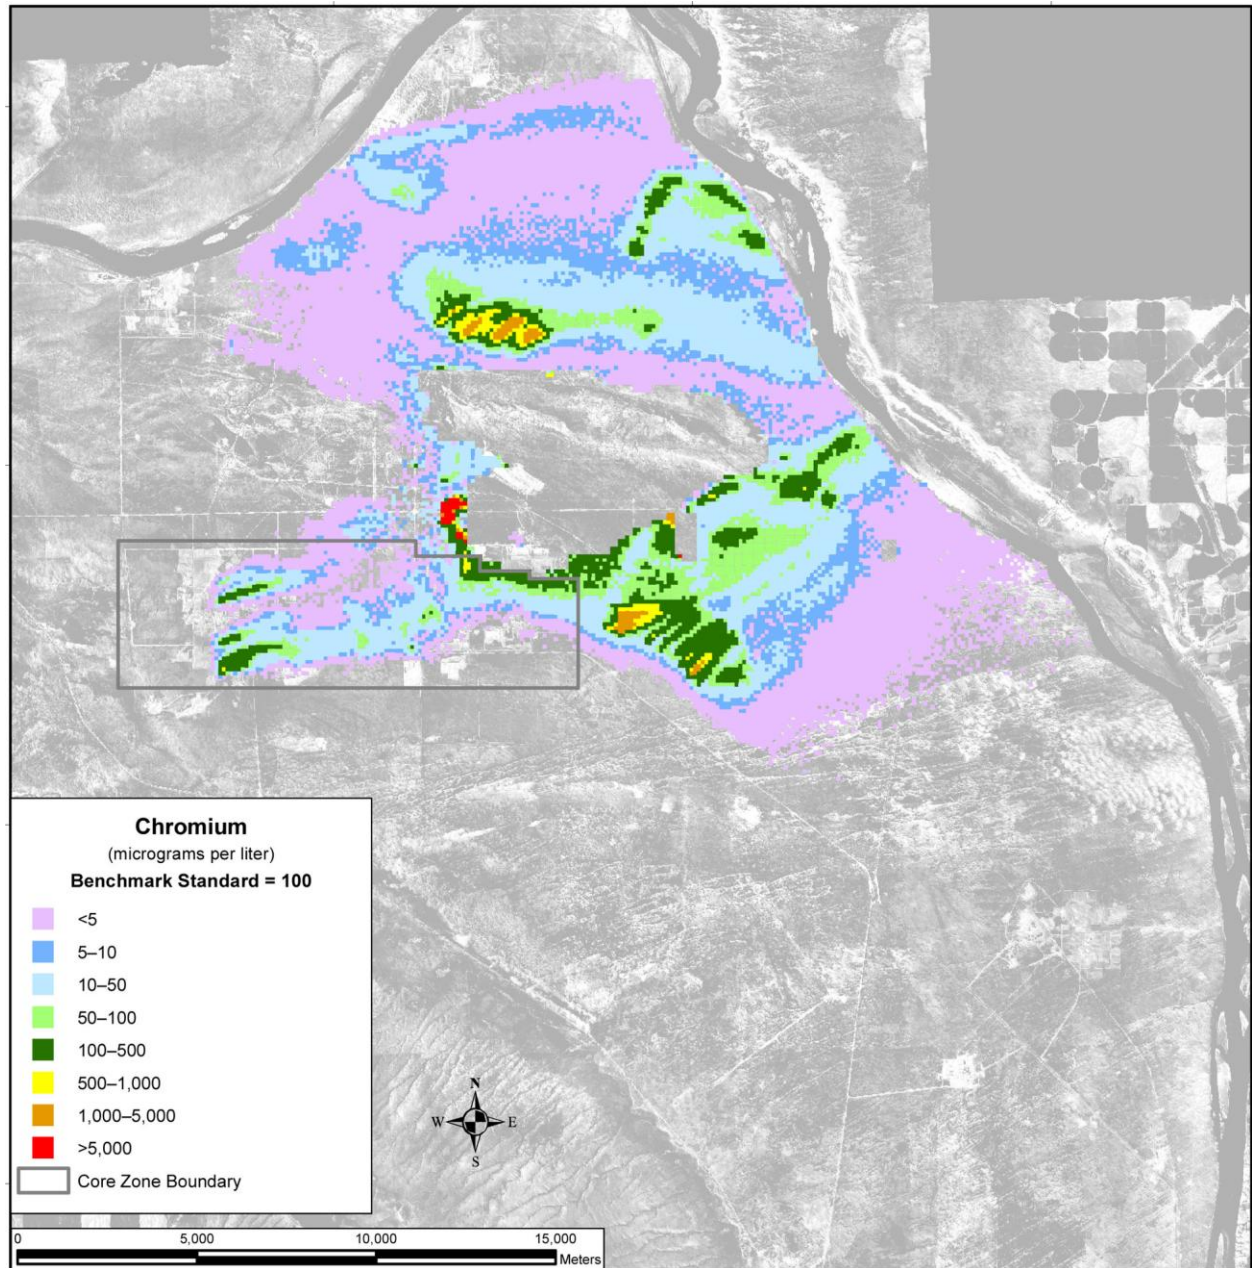 Chromium
(micrograms per liter)
Benchmark Standard = 100
<5
5–10
10–50
50–100
100–500
500–1,000
1,000–5,000
>5,000
Core Zone Boundary
N
W E
S
0 5,000 10,000 15,000
Meters